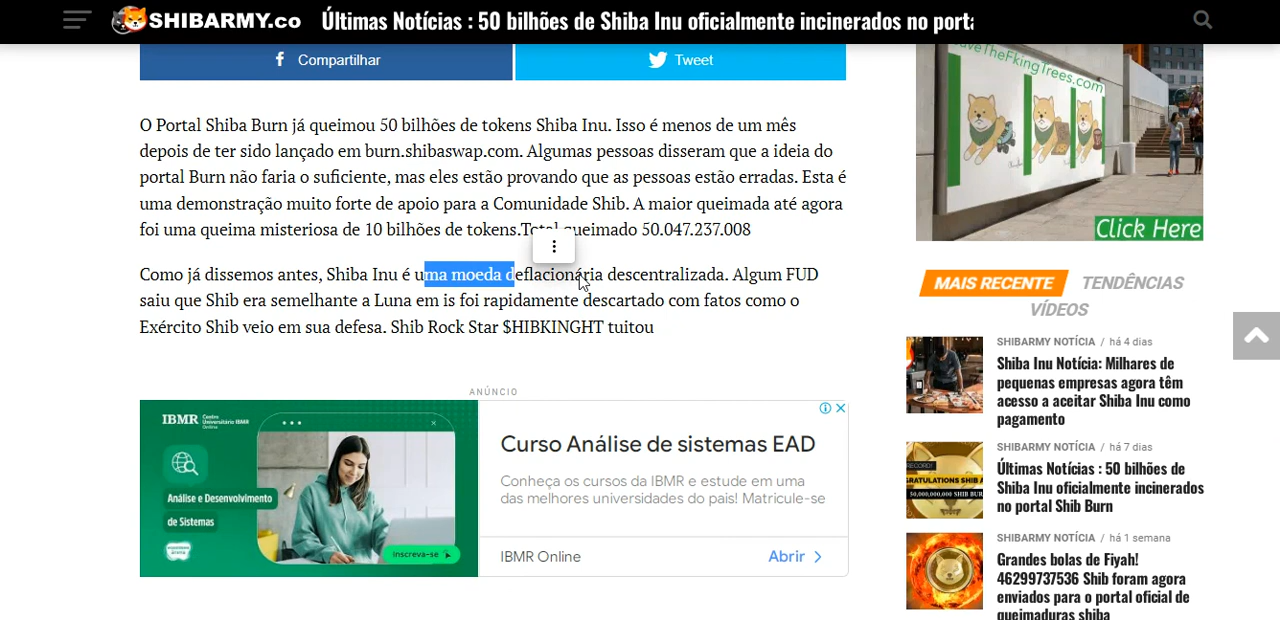 SHIBARMY.co
Últimas Notícias : 50 bilhões de Shiba Inu oficialmente incinerados no porta
Compartilhar
Tweet
O Portal Shiba Burn já queimou 50 bilhões de tokens Shiba Inu. Isso é menos de um mês
depois de ter sido lançado em burn.shibaswap.com. Algumas pessoas disseram que a ideia do
portal Burn não faria o suficiente, mas eles estão provando que as pessoas estão erradas. Esta é
uma demonstração muito forte de apoio para a Comunidade Shib. A maior queimada até agora
foi uma queima misteriosa de 10 bilhões de tokens.Total queimado 50.047.237.008
Como já dissemos antes, Shiba Inu é uma moeda deflacionária descentralizada. Algum FUD
saiu que Shib era semelhante a Luna em is foi rapidamente descartado com fatos como o
Exército Shib veio em sua defesa. Shib Rock Star $HIBKINGHT tuitou
ANÚNCIO
IBMR
Centro
Universitário IBMR
Online
Análise e Desenvolvimento
de Sistemas
Inscreva-se
Curso Análise de sistemas EAD
Conheça os cursos da IBMR e estude em uma
das melhores universidades do pais! Matricule-se
IBMR Online
Abrir
SaveTheFkingTrees.com
Click Here
MAIS RECENTE
TENDÊNCIAS
VÍDEOS
SHIBARMY NOTÍCIA / há 4 dias
Shiba Inu Notícia: Milhares de
pequenas empresas agora têm
acesso a aceitar Shiba Inu como
pagamento
SHIBARMY NOTÍCIA / há 7 dias
Últimas Notícias : 50 bilhões de
Shiba Inu oficialmente incinerados
no portal Shib Burn
SHIBARMY NOTÍCIA / há 1 semana
Grandes bolas de Fiyah!
46299737536 Shib foram agora
enviados para o portal oficial de
queimaduras shiba